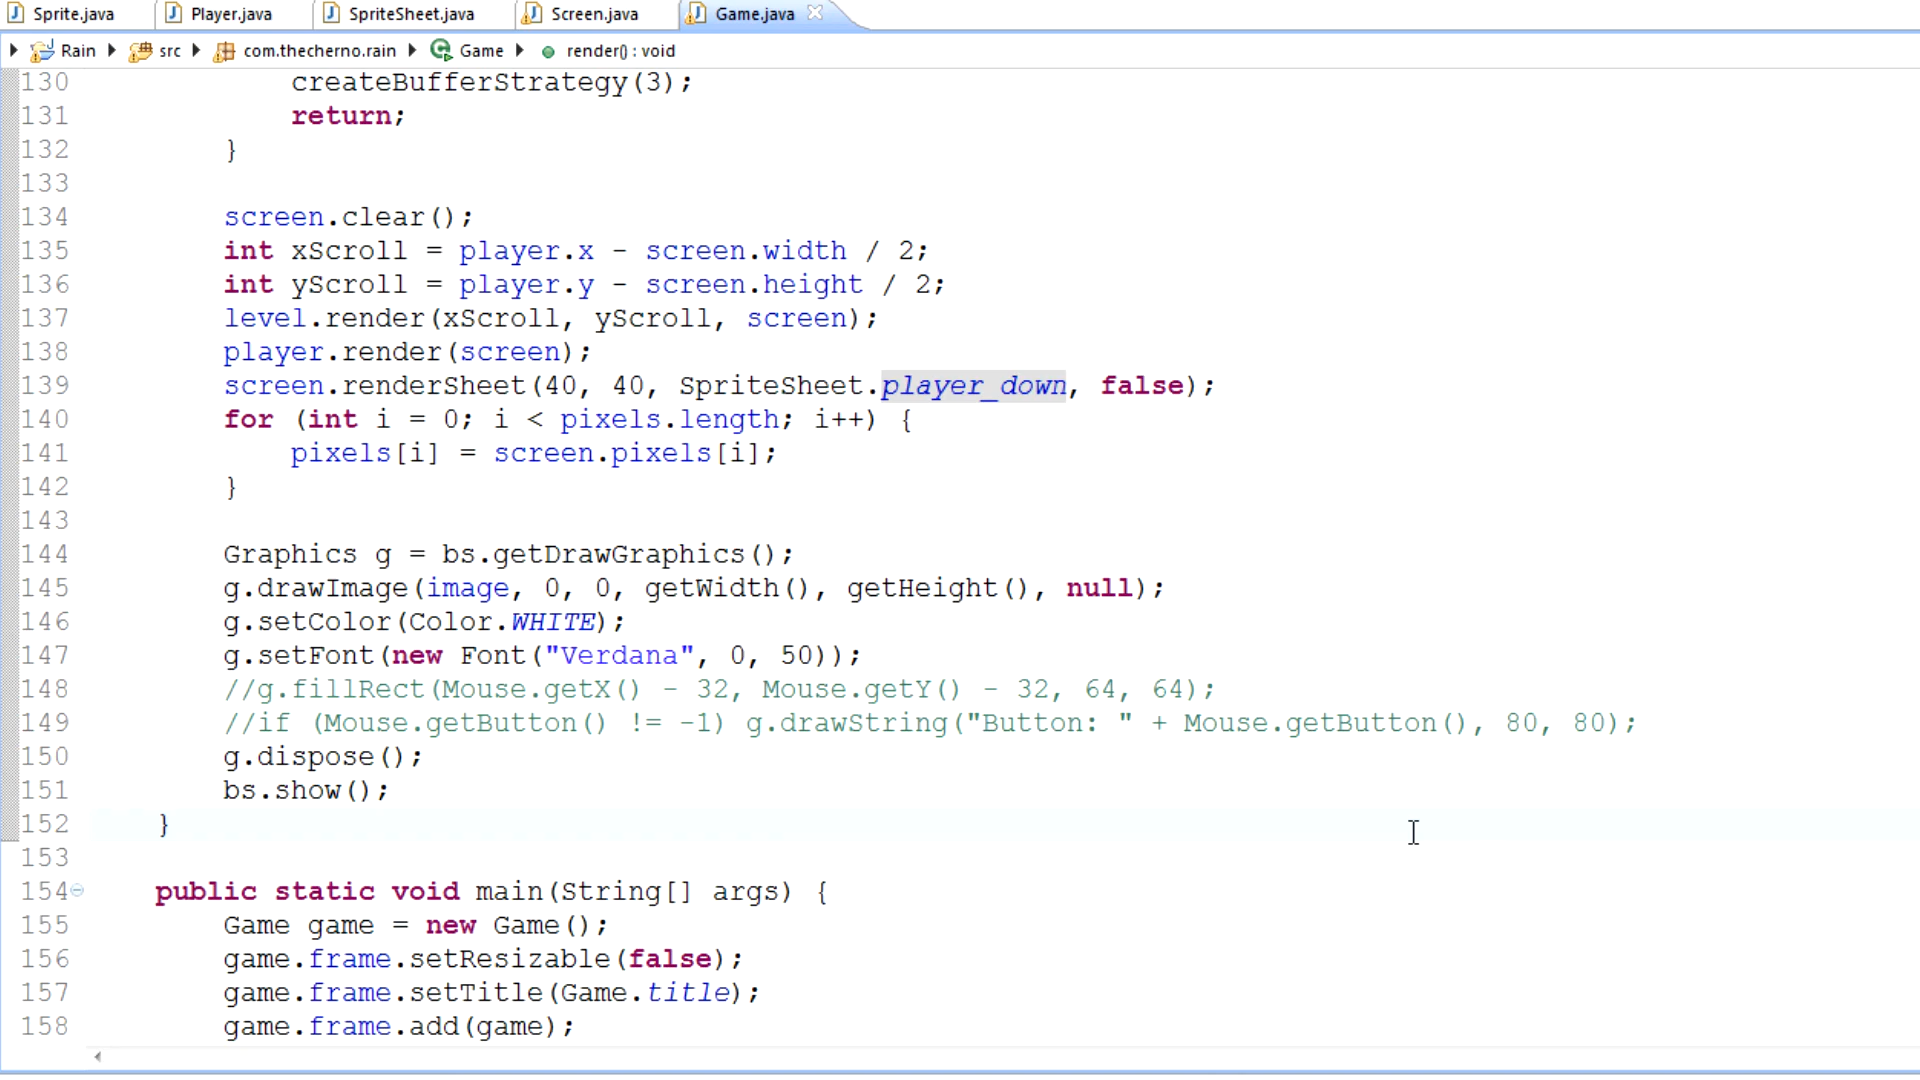 Sprite.java Player.java SpriteSheet.java Screen.java Game.java
Rain src com.thecherno.rain Game render() : void
130 createBufferStrategy(3);
131 return;
132 }
133
134 screen.clear();
135 int xScroll = player.x - screen.width / 2;
136 int yScroll = player.y - screen.height / 2;
137 level.render(xScroll, yScroll, screen);
138 player.render(screen);
139 screen.renderSheet(40, 40, SpriteSheet.player_down, false);
140 for (int i = 0; i < pixels.length; i++) {
141 pixels[i] = screen.pixels[i];
142 }
143
144 Graphics g = bs.getDrawGraphics();
145 g.drawImage(image, 0, 0, getWidth(), getHeight(), null);
146 g.setColor(Color.WHITE);
147 g.setFont(new Font("Verdana", 0, 50));
148 //g.fillRect(Mouse.getX() - 32, Mouse.getY() - 32, 64, 64);
149 //if (Mouse.getButton() != -1) g.drawString("Button: " + Mouse.getButton(), 80, 80);
150 g.dispose();
151 bs.show();
152 }
153
154 public static void main(String[] args) {
155 Game game = new Game();
156 game.frame.setResizable(false);
157 game.frame.setTitle(Game.title);
158 game.frame.add(game);